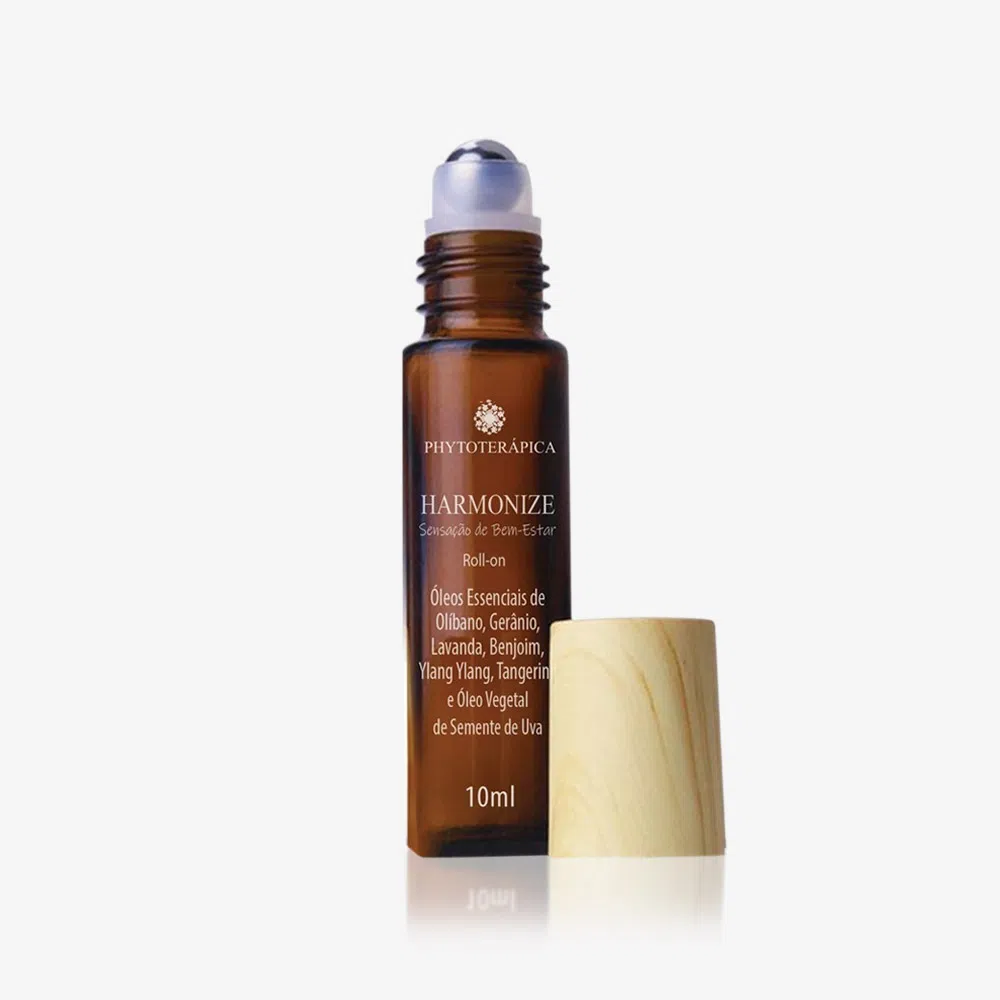 PHYTOTERÁPICA
HARMONIZE
Sensação de Bem-Estar
Roll-on
Óleos Essenciais de
Olíbano, Gerânio,
Lavanda, Benjoim,
Ylang Ylang, Tangerin
e Óleo Vegetal
de Semente de Uva
10ml